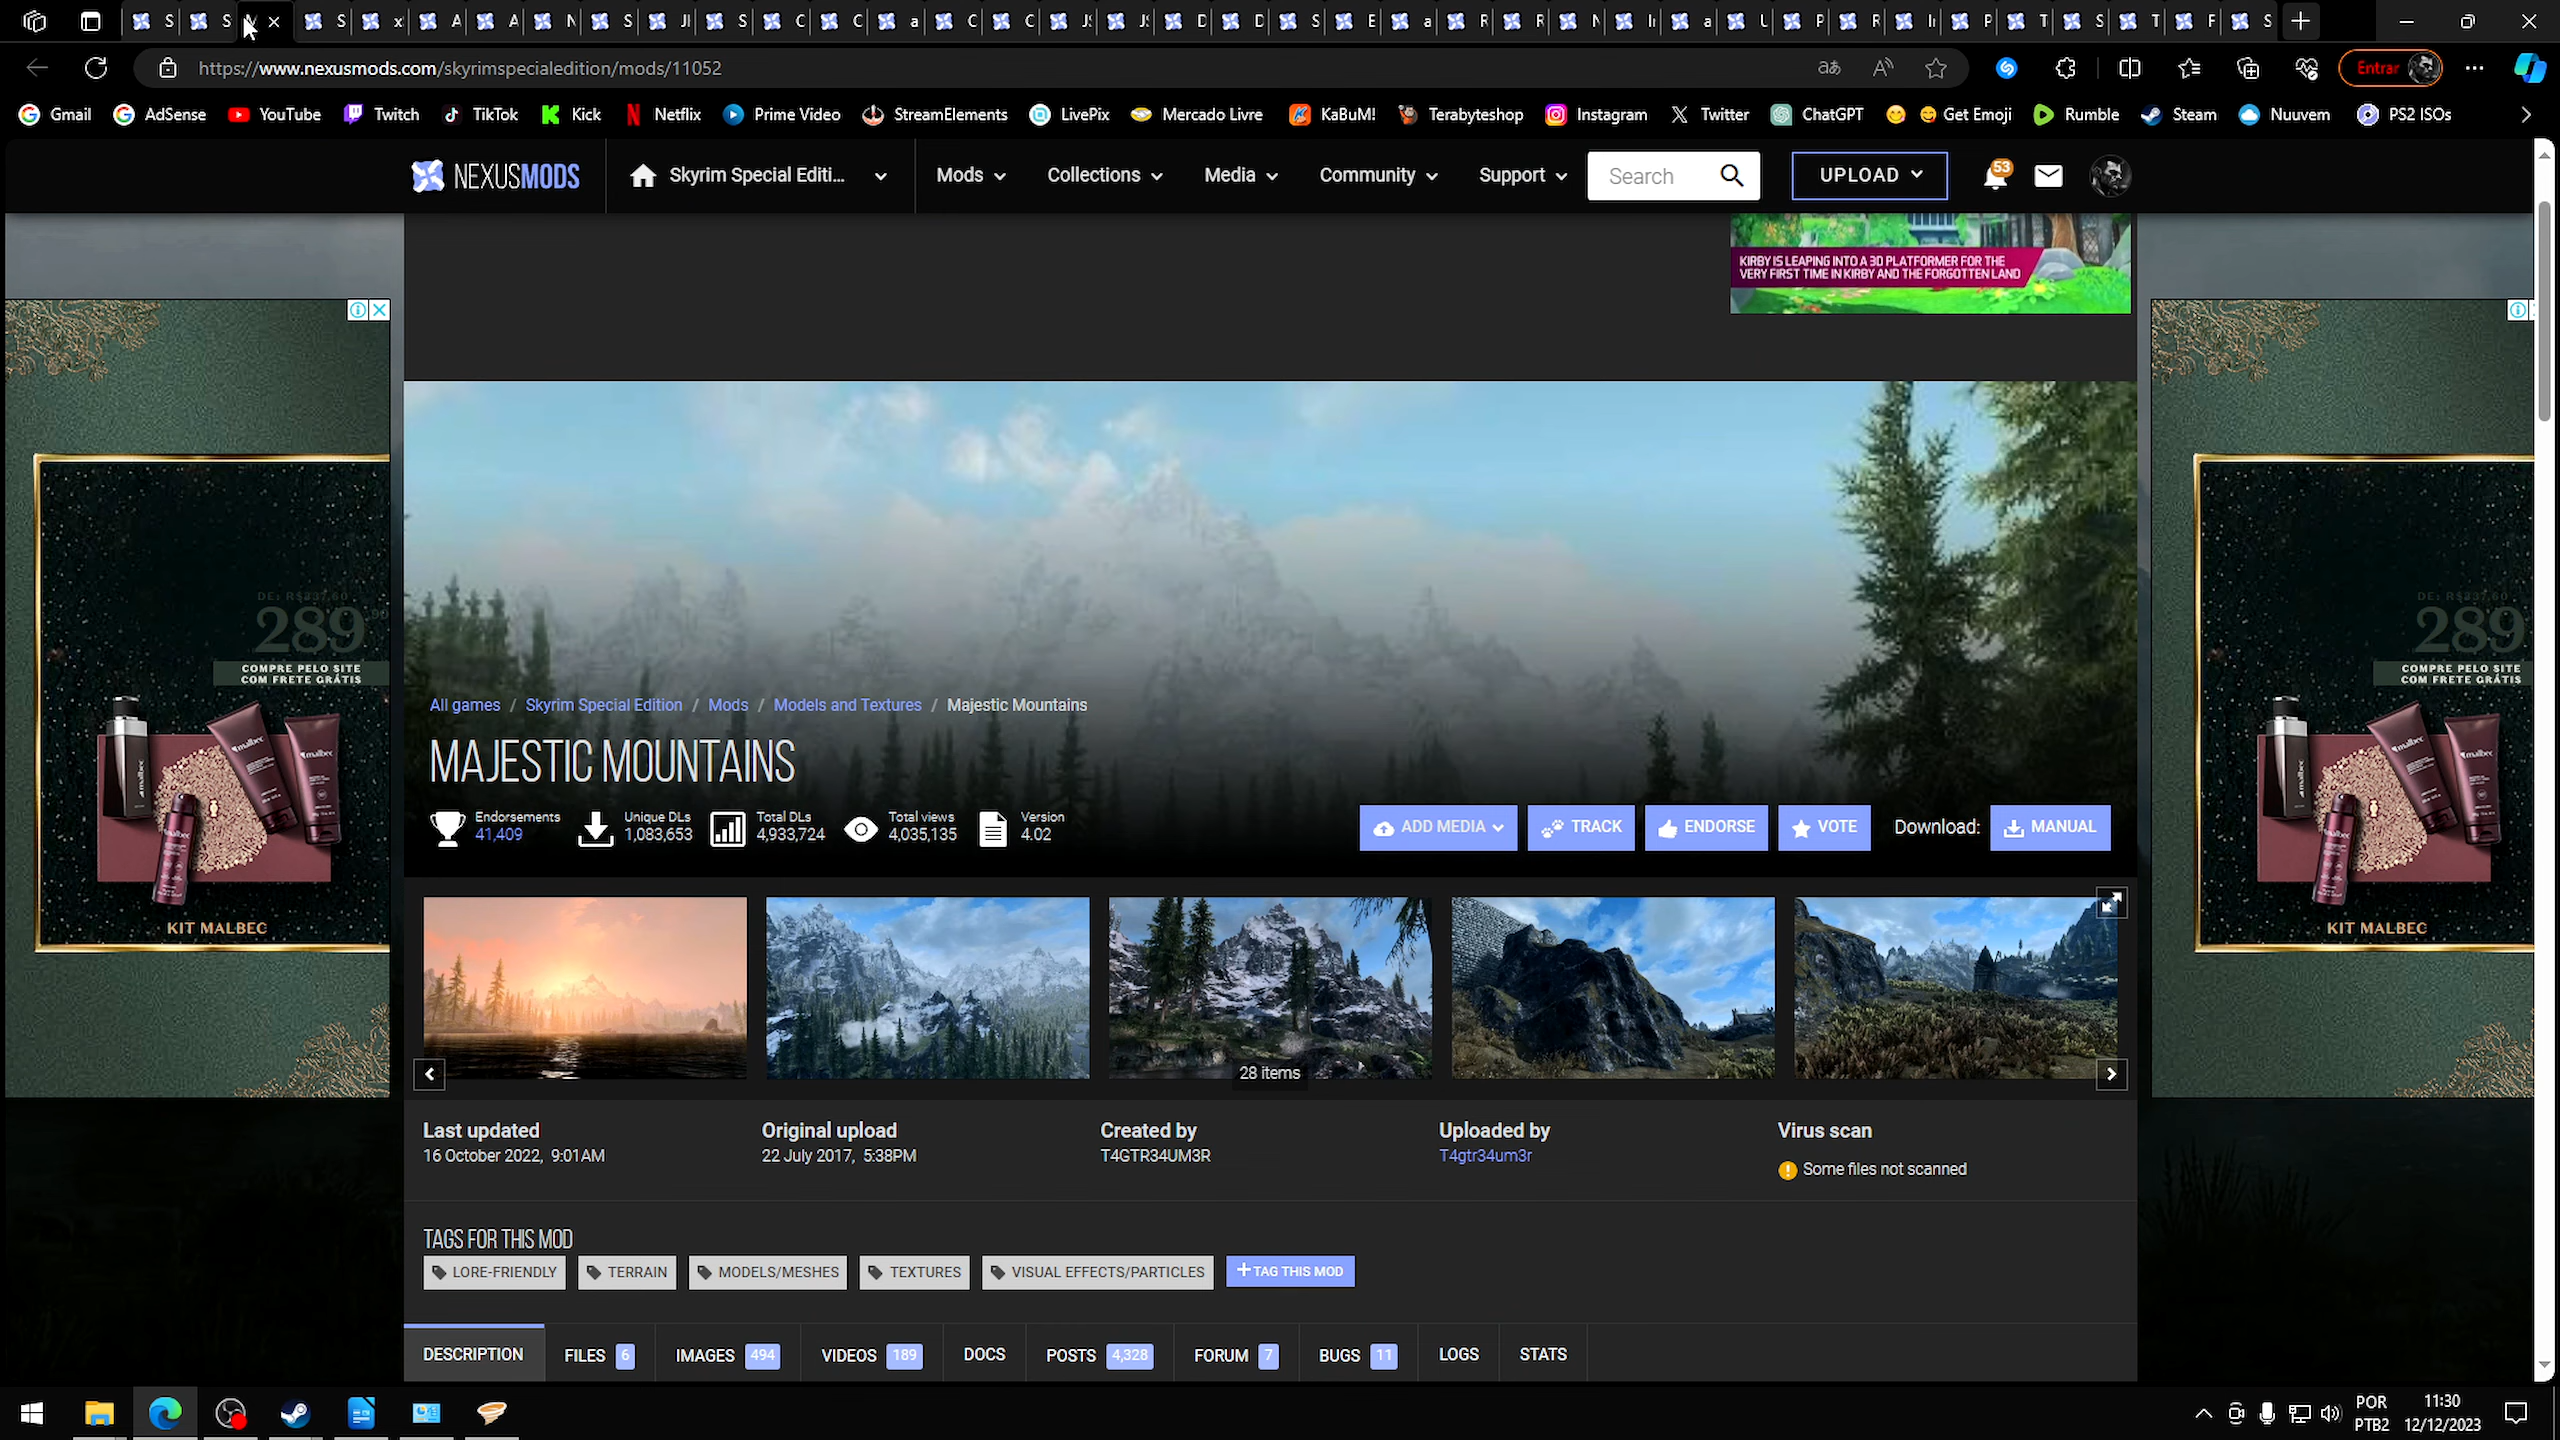 https://www.nexusmods.com/skyrimspecialedition/mods/11052
Entrar
Gmail AdSense YouTube Twitch TikTok Kick Netflix Prime Video StreamElements LivePix Mercado Livre KaBuM! Terabyteshop Instagram Twitter ChatGPT Get Emoji Rumble Steam Nuuvem PS2 ISOs
NEXUSMODS Skyrim Special Editi... Mods Collections Media Community Support Search UPLOAD 53
KIRBY IS LEAPING INTO A 3D PLATFORMER FOR THE
VERY FIRST TIME IN KIRBY AND THE FORGOTTEN LAND
289
COMPRE PELO SITE
COM FRETE GRÁTIS
malbec
KIT MALBEC
289
COMPRE PELO SITE
COM FRETE GRÁTIS
malbec
KIT MALBEC
All games / Skyrim Special Edition / Mods / Models and Textures / Majestic Mountains
MAJESTIC MOUNTAINS
Endorsements Unique DLs Total DLs Total views Version
41,409 1,083,653 4,933,724 4,035,135 4.02
ADD MEDIA TRACK ENDORSE VOTE Download: MANUAL
28 items
Last updated Original upload Created by Uploaded by Virus scan
16 October 2022, 9:01AM 22 July 2017, 5:38PM T4GTR34UM3R T4gtr34um3r Some files not scanned
TAGS FOR THIS MOD
LORE-FRIENDLY TERRAIN MODELS/MESHES TEXTURES VISUAL EFFECTS/PARTICLES +TAG THIS MOD
DESCRIPTION FILES 6 IMAGES 494 VIDEOS 189 DOCS POSTS 4,328 FORUM 7 BUGS 11 LOGS STATS
POR 11:30
PTB2 12/12/2023